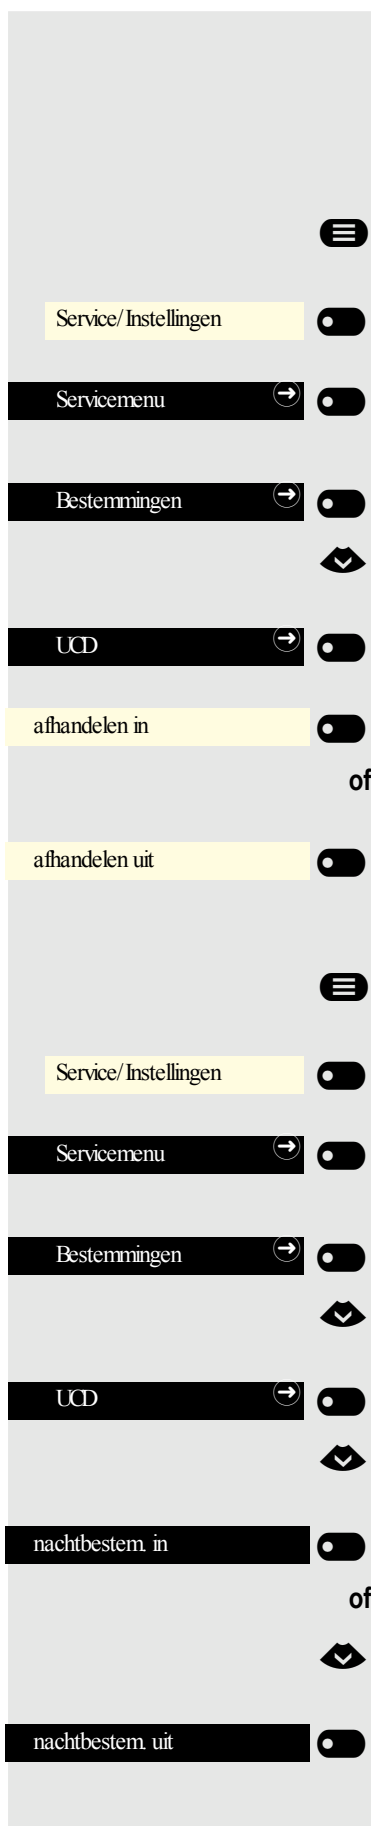 Service/Instellingen
Servicemenu
Bestemmingen
UCD
afhandelen in
of
afhandelen uit
Service/Instellingen
Servicemenu
Bestemmingen
UCD
nachtbestem. in
of
nachtbestem. uit